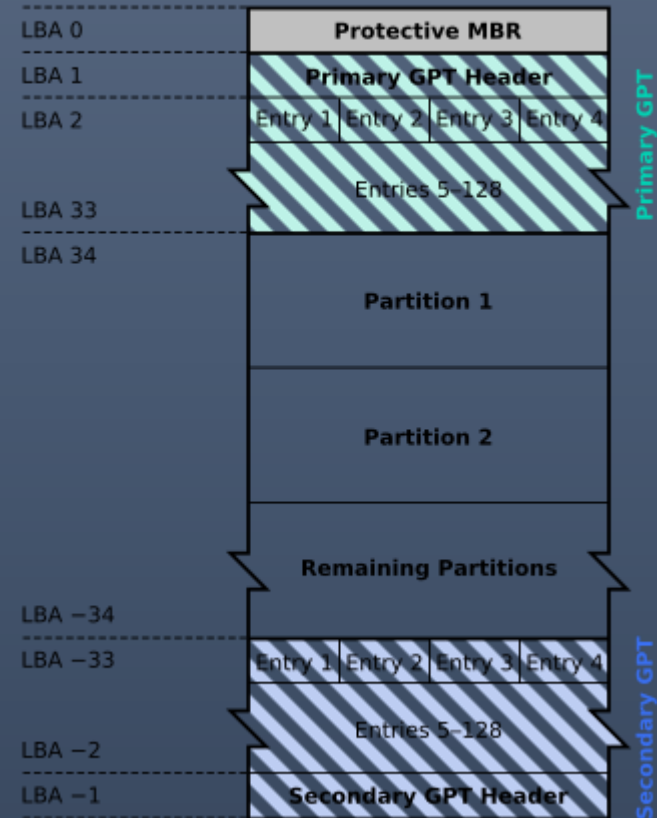 LBA 0
Protective MBR
LBA 1
Primary GPT Header
LBA 2
Entry 1 Entry 2 Entry 3 Entry 4
Primary GPT
Entries 5–128
LBA 33
LBA 34
Partition 1
Partition 2
Remaining Partitions
LBA −34
LBA −33
Entry 1 Entry 2 Entry 3 Entry 4
Secondary GPT
Entries 5–128
LBA −2
LBA −1
Secondary GPT Header